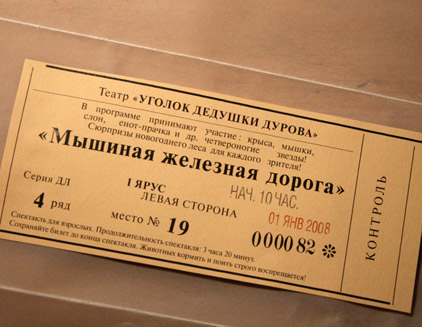 Театр «УГОЛОК ДЕДУШКИ ДУРОВА»
В программе принимают участие: крыса, мышки,
слон, енот-прачка и др. четвероногие звезды!
Сюрпризы новогоднего леса для каждого зрителя!
«Мышиная железная дорога»
Серия ДЛ
I ЯРУС
НАЧ. 10 ЧАС.
4 ряд
ЛЕВАЯ СТОРОНА
01 ЯНВ 2008
место № 19
000082 ❊
Спектакль для взрослых. Продолжительность спектакля: 3 часа 20 минут.
Сохраняйте билет до конца спектакля. Животных кормить и поить строго воспрещается!
КОНТРОЛЬ